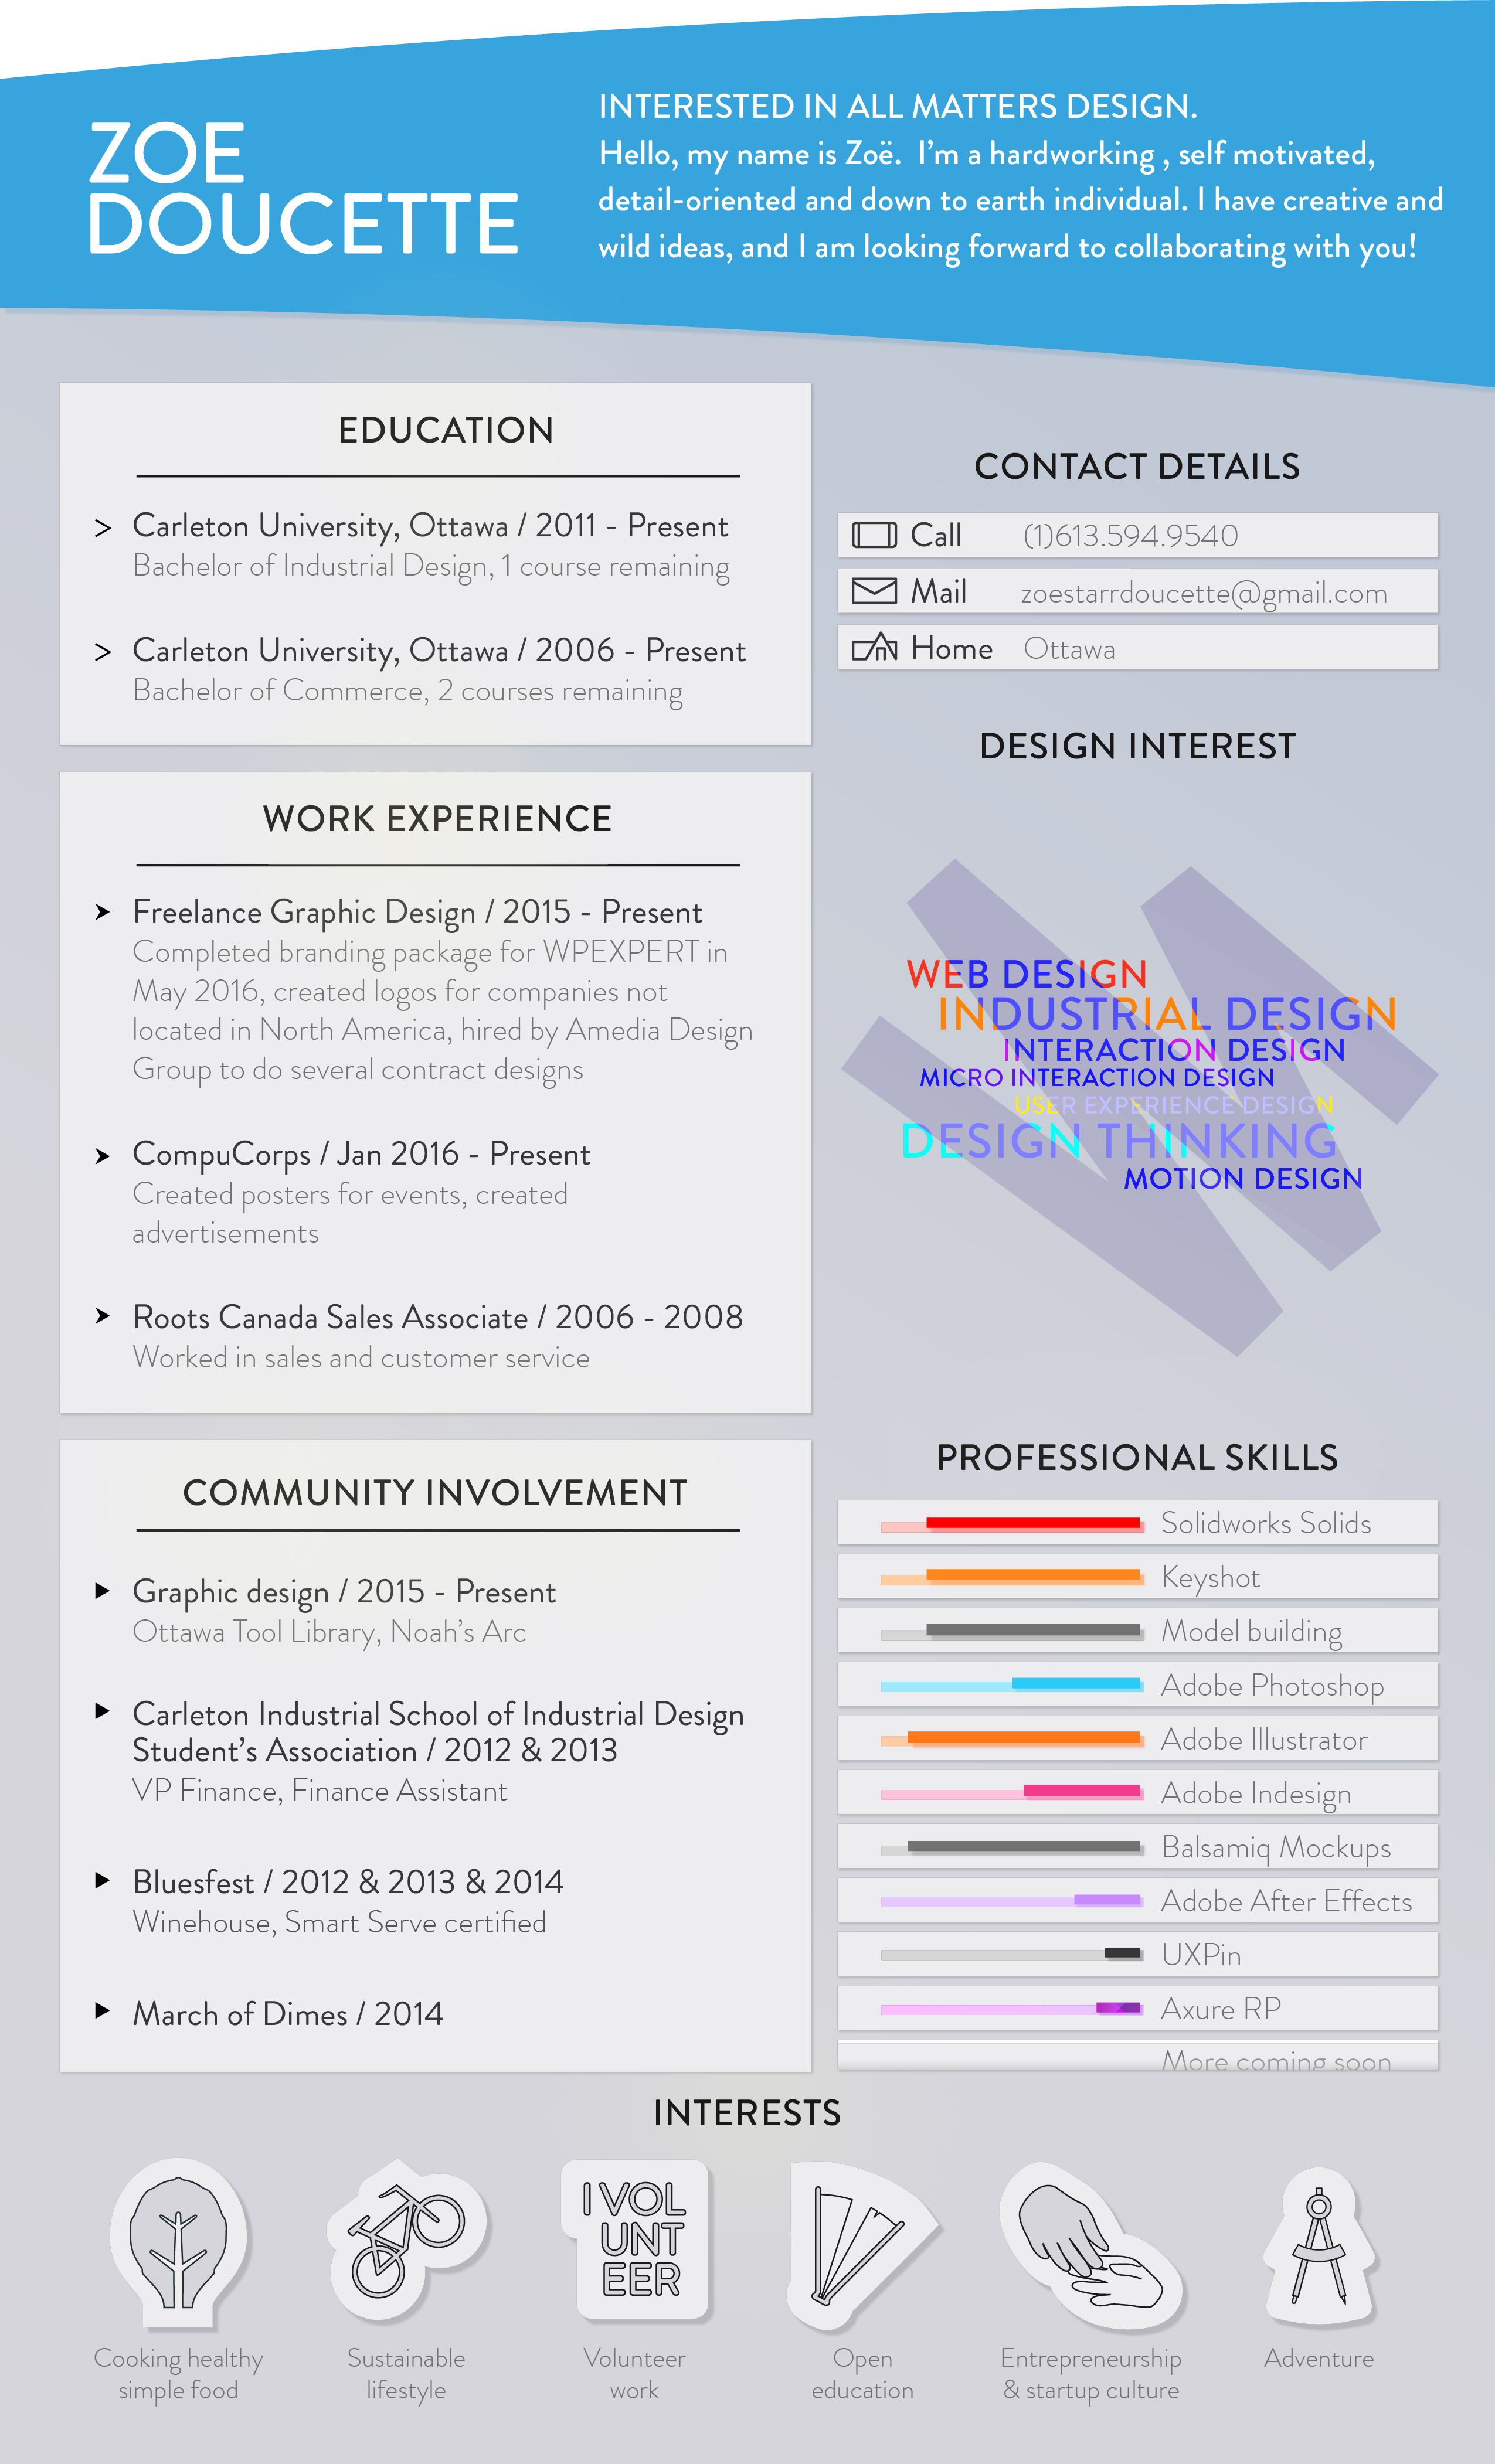 ZOE
DOUCETTE
INTERESTED IN ALL MATTERS DESIGN.
Hello, my name is Zoë.  I'm a hardworking , self motivated,
detail-oriented and down to earth individual. I have creative and
wild ideas, and I am looking forward to collaborating with you!
EDUCATION
> Carleton University, Ottawa / 2011 - Present
Bachelor of Industrial Design, 1 course remaining
> Carleton University, Ottawa / 2006 - Present
Bachelor of Commerce, 2 courses remaining
WORK EXPERIENCE
Freelance Graphic Design / 2015 - Present
Completed branding package for WPEXPERT in
May 2016, created logos for companies not
located in North America, hired by Amedia Design
Group to do several contract designs
CompuCorps / Jan 2016 - Present
Created posters for events, created
advertisements
Roots Canada Sales Associate / 2006 - 2008
Worked in sales and customer service
COMMUNITY INVOLVEMENT
Graphic design / 2015 - Present
Ottawa Tool Library, Noah's Arc
Carleton Industrial School of Industrial Design
Student's Association / 2012 & 2013
VP Finance, Finance Assistant
Bluesfest / 2012 & 2013 & 2014
Winehouse, Smart Serve certified
March of Dimes / 2014
CONTACT DETAILS
Call (1)613.594.9540
Mail zoestarrdoucette@gmail.com
Home Ottawa
DESIGN INTEREST
WEB DESIGN
INDUSTRIAL DESIGN
INTERACTION DESIGN
MICRO INTERACTION DESIGN
USER EXPERIENCE DESIGN
DESIGN THINKING
MOTION DESIGN
PROFESSIONAL SKILLS
Solidworks Solids
Keyshot
Model building
Adobe Photoshop
Adobe Illustrator
Adobe Indesign
Balsamiq Mockups
Adobe After Effects
UXPin
Axure RP
More coming soon
INTERESTS
I VOL
UNT
EER
Cooking healthy
simple food
Sustainable
lifestyle
Volunteer
work
Open
education
Entrepreneurship
& startup culture
Adventure